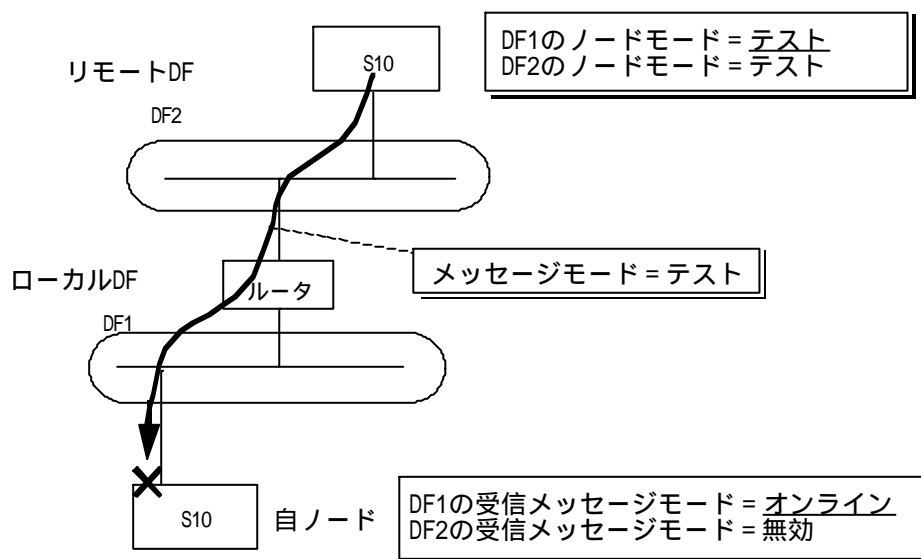 DF1のノードモード = テスト
DF2のノードモード = テスト
S10
リモートDF
DF2
メッセージモード = テスト
ローカルDF
ルータ
DF1
S10
自ノード
DF1の受信メッセージモード = オンライン
DF2の受信メッセージモード = 無効